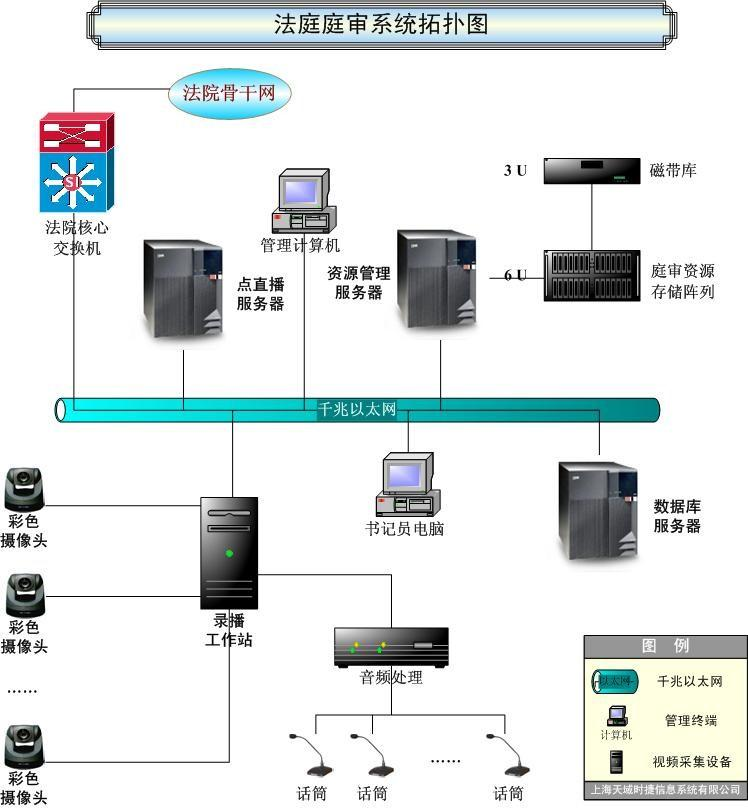 法庭庭审系统拓扑图
法院骨干网
3 U
磁带库
法院核心
交换机
管理计算机
点直播
服务器
资源管理
服务器
6 U
庭审资源
存储阵列
千兆以太网
彩色
摄像头
书记员电脑
数据库
服务器
彩色
摄像头
录播
工作站
......
音频处理
彩色
摄像头
话筒
话筒
......
话筒
图 例
以太网
千兆以太网
计算机
管理终端
视频采集设备
上海天域时捷信息系统有限公司